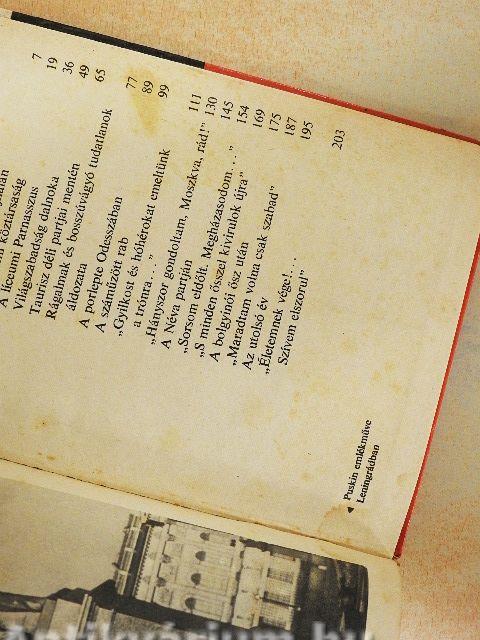 7
köztársaság 19
A líceumi Parnasszus 36
Világszabadság dalnoka 49
Taurisz déli partjai mentén 65
Rágalmak és bosszúvágyó tudatlanok
áldozata 77
A porlepte Odesszában 89
A száműzött rab 99
„Gyilkost és hóhérokat emeltünk
a trónra...” 111
„Hányszor gondoltam, Moszkva, rád!” 130
A Néva partján 145
„Sorsom eldőlt. Megházasodom...” 154
„S minden ősszel kivirulok újra” 169
A bolgyinói ősz után 175
„Maradtam volna csak szabad” 187
Az utolsó év 195
„Életemnek vége!...
Szívem elszorul” 203
◄ Puskin emlékműve
Leningrádban